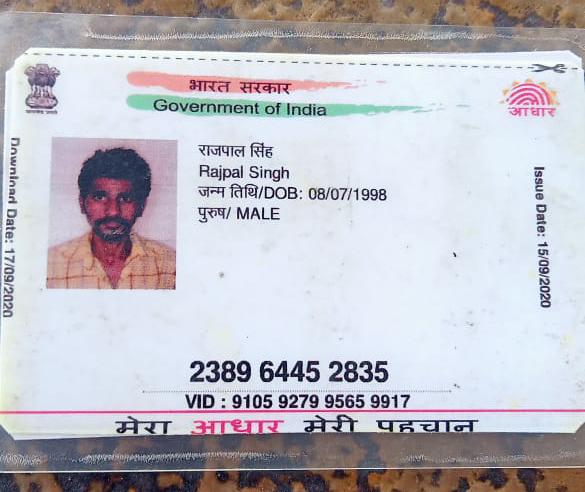 भारत सरकार
Government of India
आधार
राजपाल सिंह
Rajpal Singh
जन्म तिथि/DOB: 08/07/1998
पुरुष/ MALE
Download Date: 17/09/2020
Issue Date: 15/09/2020
2389 6445 2835
VID : 9105 9279 9565 9917
मेरा आधार मेरी पहचान